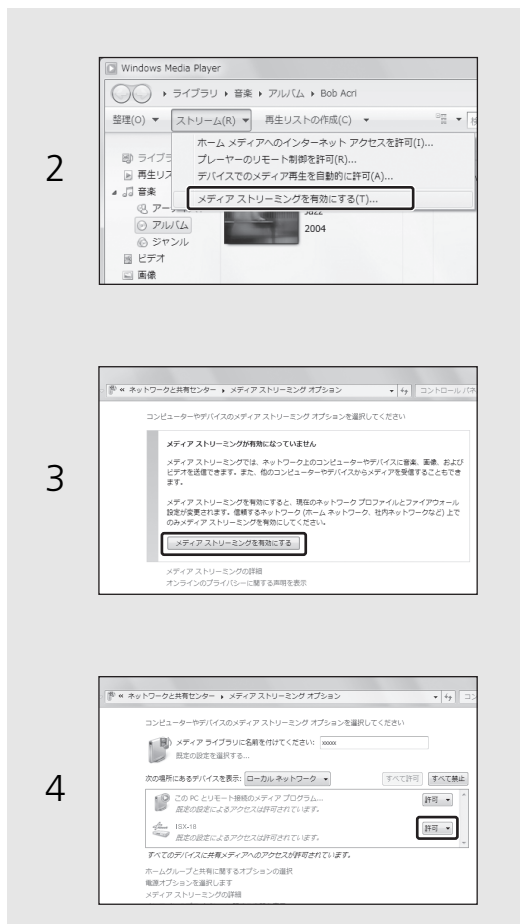 2
Windows Media Player
ライブラリ ▸ 音楽 ▸ アルバム ▸ Bob Acri
整理(O) ストリーム(R) 再生リストの作成(C)
ホーム メディアへのインターネット アクセスを許可(I)...
プレーヤーのリモート制御を許可(R)...
デバイスでのメディア再生を自動的に許可(A)...
メディア ストリーミングを有効にする(T)...
ライブラ
再生リス
音楽
アー
アルバム
ジャンル
ビデオ
画像
Jazz
2004
3
« ネットワークと共有センター ▸ メディア ストリーミング オプション
コントロール パネ
コンピューターやデバイスのメディア ストリーミング オプションを選択してください
メディア ストリーミングが有効になっていません
メディア ストリーミングでは、ネットワーク上のコンピューターやデバイスに音楽、画像、および
ビデオを送信できます。また、他のコンピューターやデバイスからメディアを受信することもでき
ます。
メディア ストリーミングを有効にすると、現在のネットワーク プロファイルとファイアウォール
設定が変更されます。信頼するネットワーク (ホーム ネットワーク、社内ネットワークなど) 上で
のみメディア ストリーミングを有効にしてください。
メディア ストリーミングを有効にする
メディア ストリーミングの詳細
オンラインのプライバシーに関する声明を表示
4
« ネットワークと共有センター ▸ メディア ストリーミング オプション
コン
コンピューターやデバイスのメディア ストリーミング オプションを選択してください
メディア ライブラリに名前を付けてください: xxxxx
既定の設定を選択する...
次の場所にあるデバイスを表示: ローカル ネットワーク すべて許可 すべて禁止
この PC とリモート接続のメディア プログラム... 許可
既定の設定によるアクセスは許可されています。
ISX-18 許可
既定の設定によるアクセスは許可されています。
すべてのデバイスに共有メディアへのアクセスが許可されています。
ホームグループと共有に関するオプションの選択
電源オプションを選択します
メディア ストリーミングの詳細